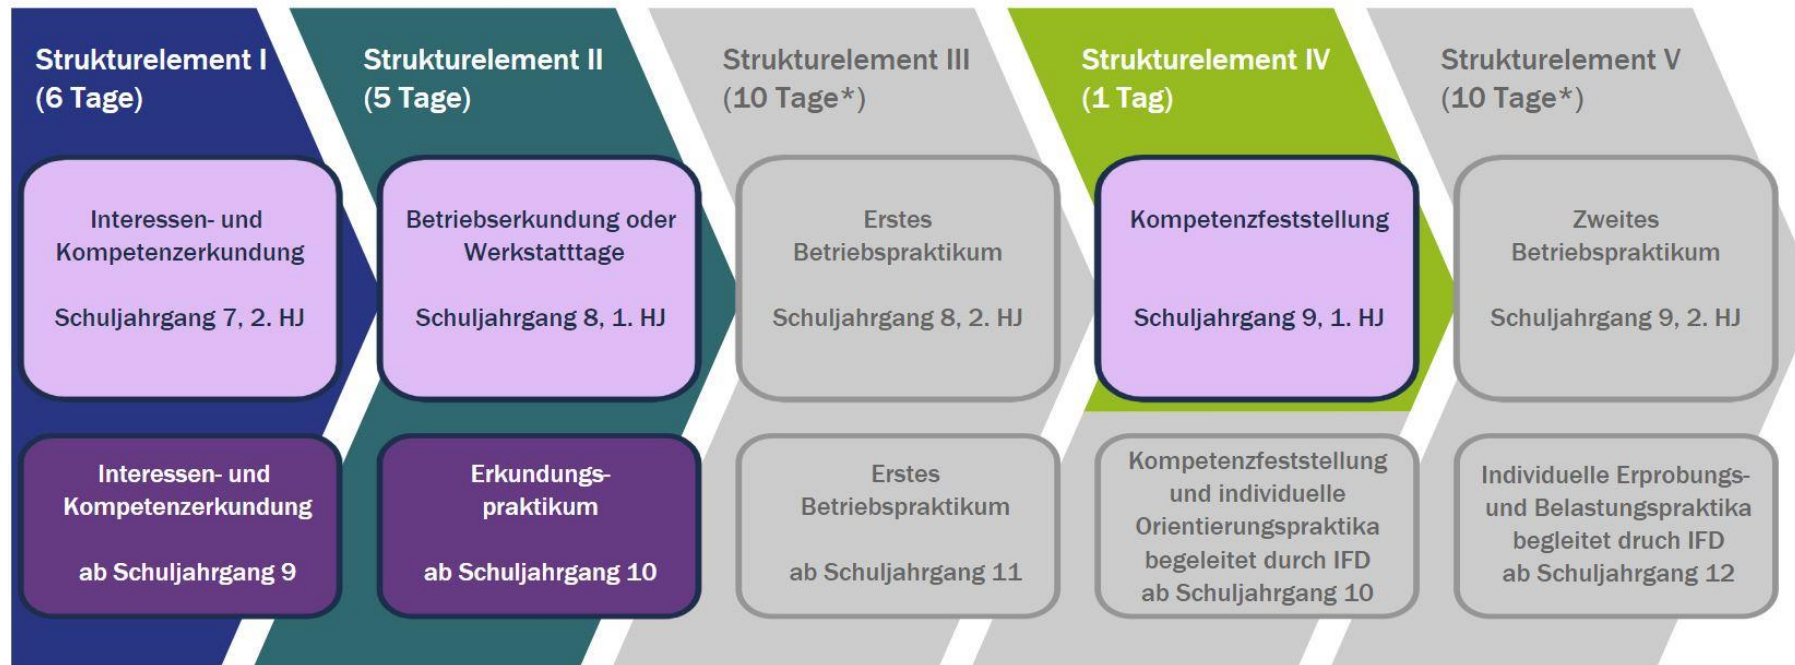 Strukturelement I
(6 Tage)
Strukturelement II
(5 Tage)
Strukturelement III
(10 Tage*)
Strukturelement IV
(1 Tag)
Strukturelement V
(10 Tage*)
Interessen- und
Kompetenzerkundung
Schuljahrgang 7, 2. HJ
Betriebserkundung oder
Werkstatttage
Schuljahrgang 8, 1. HJ
Erstes
Betriebspraktikum
Schuljahrgang 8, 2. HJ
Kompetenzfeststellung
Schuljahrgang 9, 1. HJ
Zweites
Betriebspraktikum
Schuljahrgang 9, 2. HJ
Interessen- und
Kompetenzerkundung
ab Schuljahrgang 9
Erkundungs-
praktikum
ab Schuljahrgang 10
Erstes
Betriebspraktikum
ab Schuljahrgang 11
Kompetenzfeststellung
und individuelle
Orientierungspraktika
begeleitet durch IFD
ab Schuljahrgang 10
Individuelle Erprobungs-
und Belastungspraktika
begleitet druch IFD
ab Schuljahrgang 12